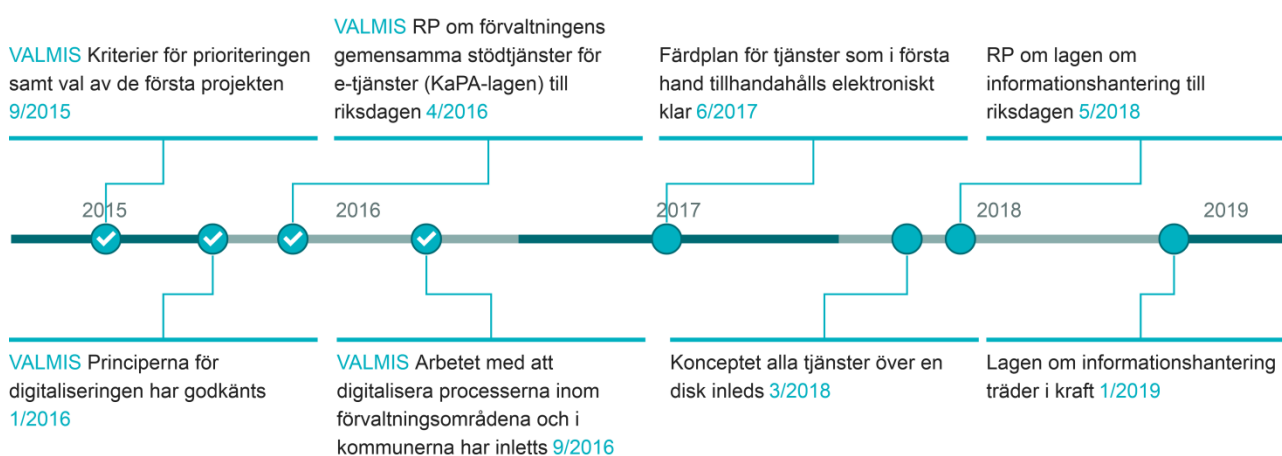 VALMIS Kriterier för prioriteringen
samt val av de första projekten
9/2015
VALMIS RP om förvaltningens
gemensamma stödtjänster för
e-tjänster (KaPA-lagen) till
riksdagen 4/2016
Färdplan för tjänster som i första
hand tillhandahålls elektroniskt
klar 6/2017
RP om lagen om
informationshantering till
riksdagen 5/2018
2015
2016
2017
2018
2019
VALMIS Principerna för
digitaliseringen har godkänts
1/2016
VALMIS Arbetet med att
digitalisera processerna inom
förvaltningsområdena och i
kommunerna har inletts 9/2016
Konceptet alla tjänster över en
disk inleds 3/2018
Lagen om informationshantering
träder i kraft 1/2019